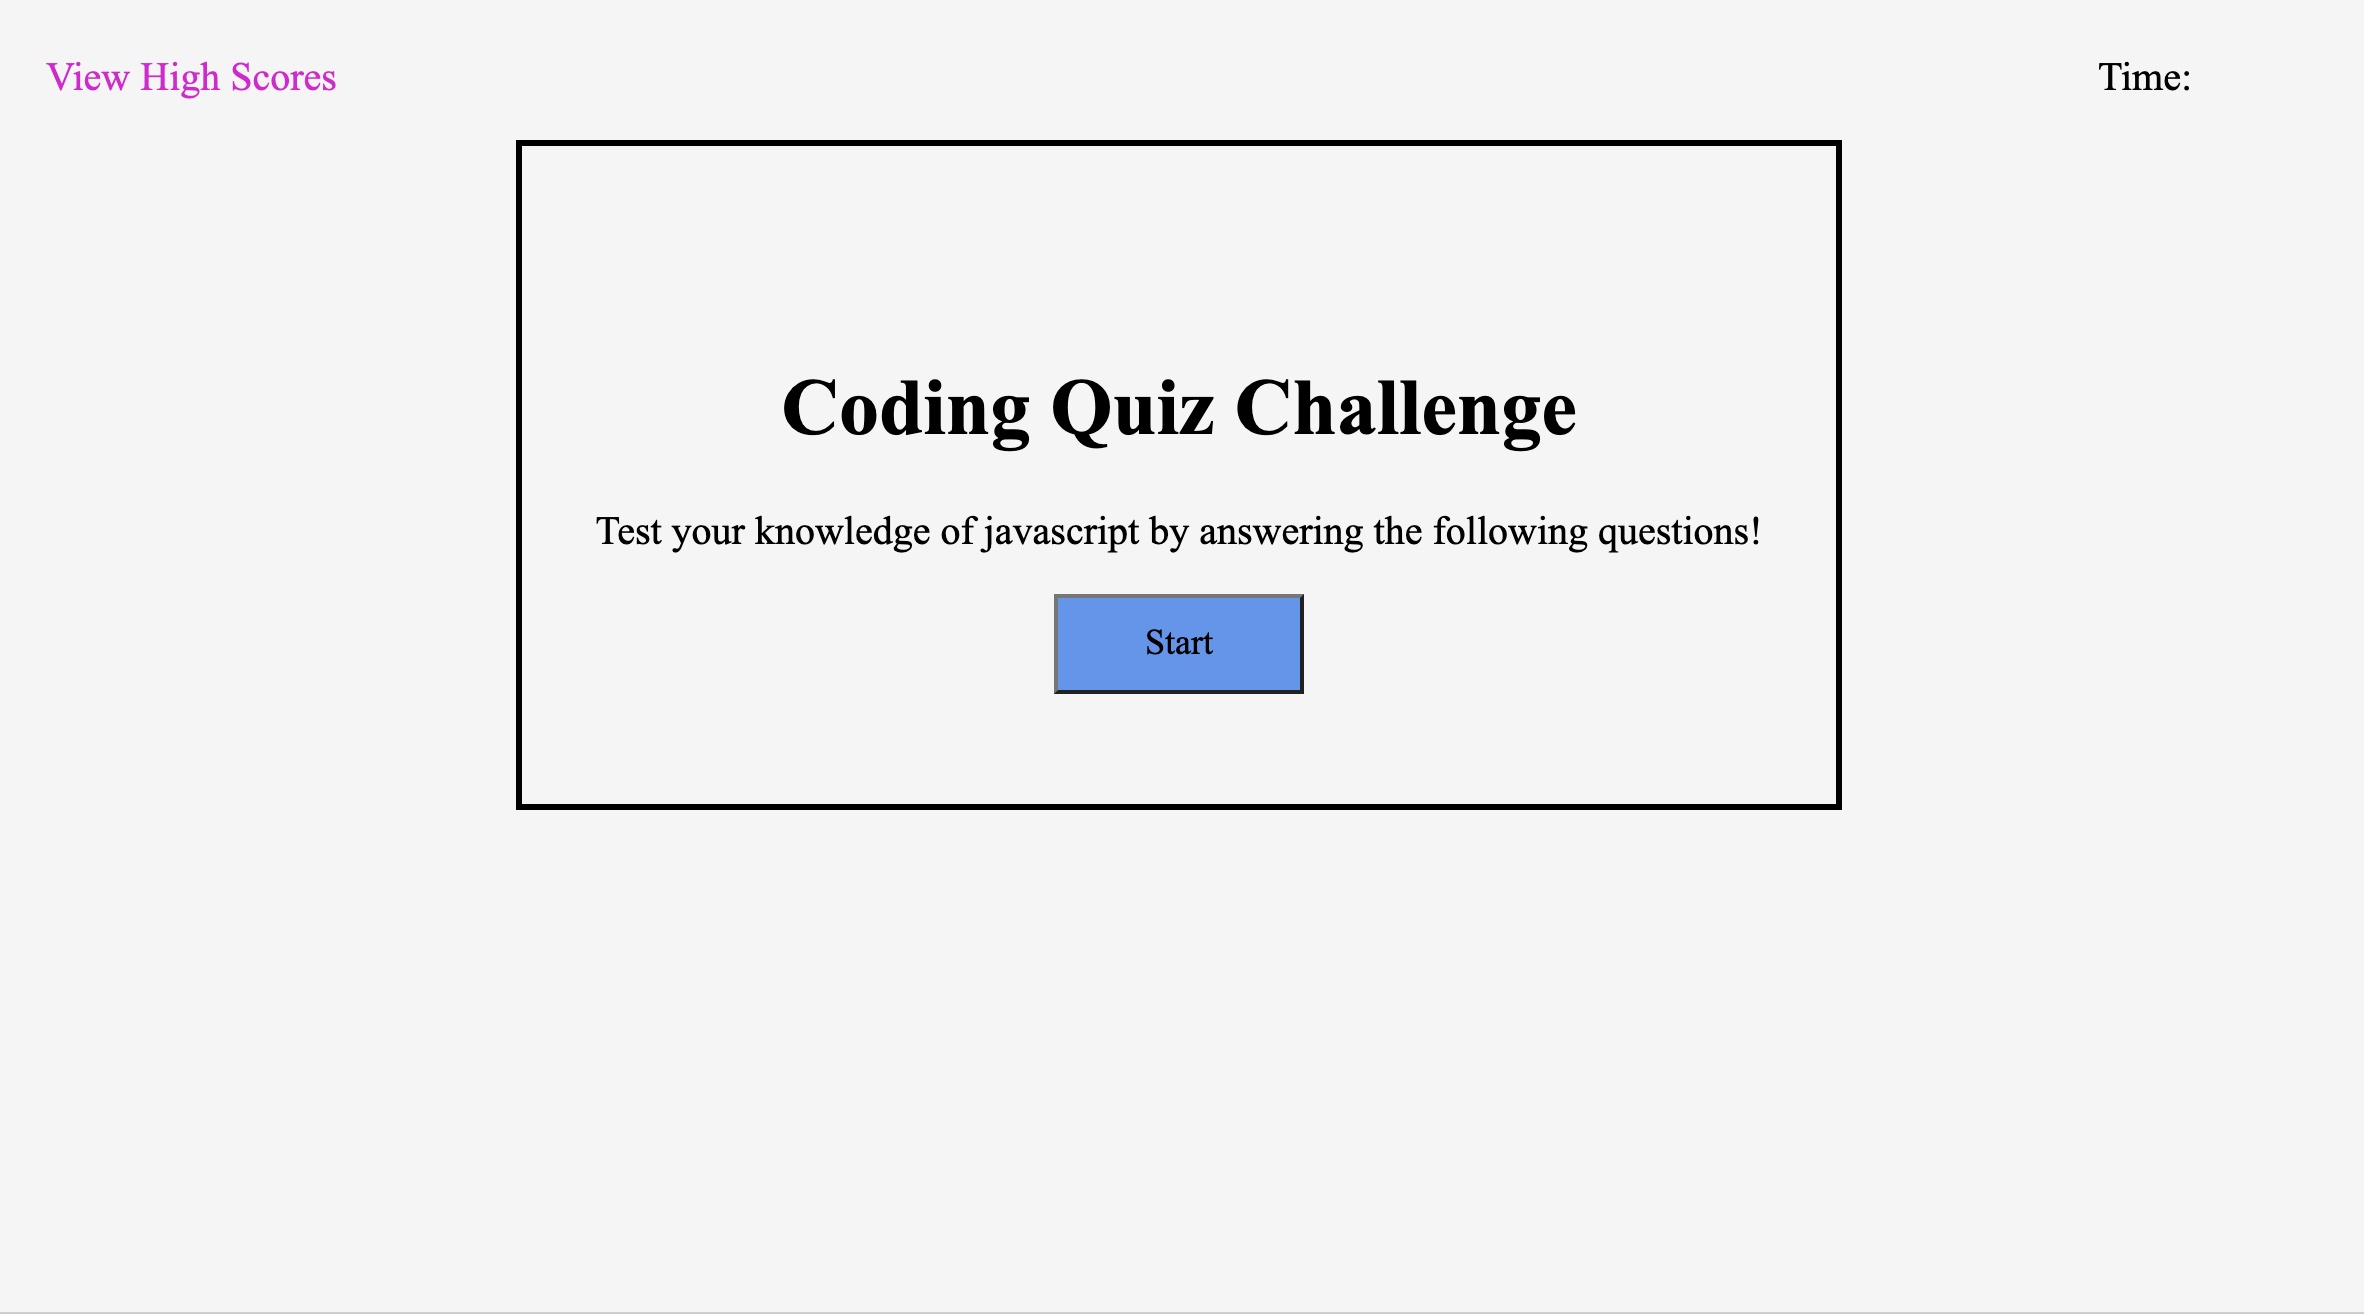 View High Scores
Time:
Coding Quiz Challenge
Test your knowledge of javascript by answering the following questions!
Start